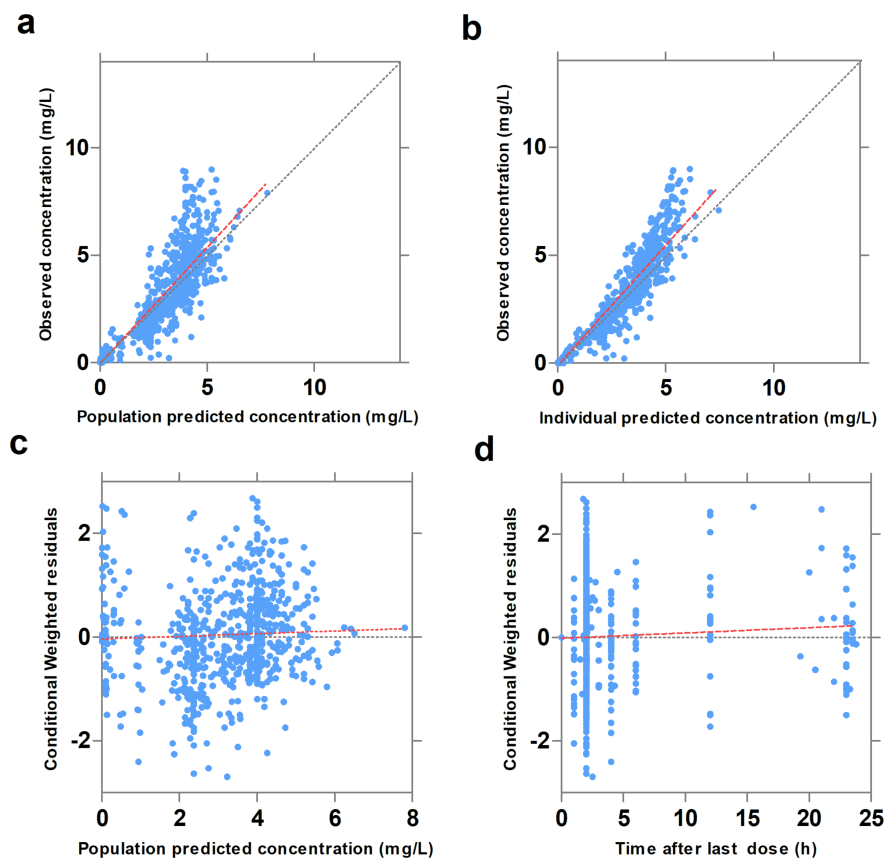 a
b
Observed concentration (mg/L)
10
5
0
0
5
10
Population predicted concentration (mg/L)
Observed concentration (mg/L)
10
5
0
0
5
10
Individual predicted concentration (mg/L)
c
d
Conditional Weighted residuals
2
0
-2
0
2
4
6
8
Population predicted concentration (mg/L)
Conditional Weighted residuals
2
0
-2
0
5
10
15
20
25
Time after last dose (h)